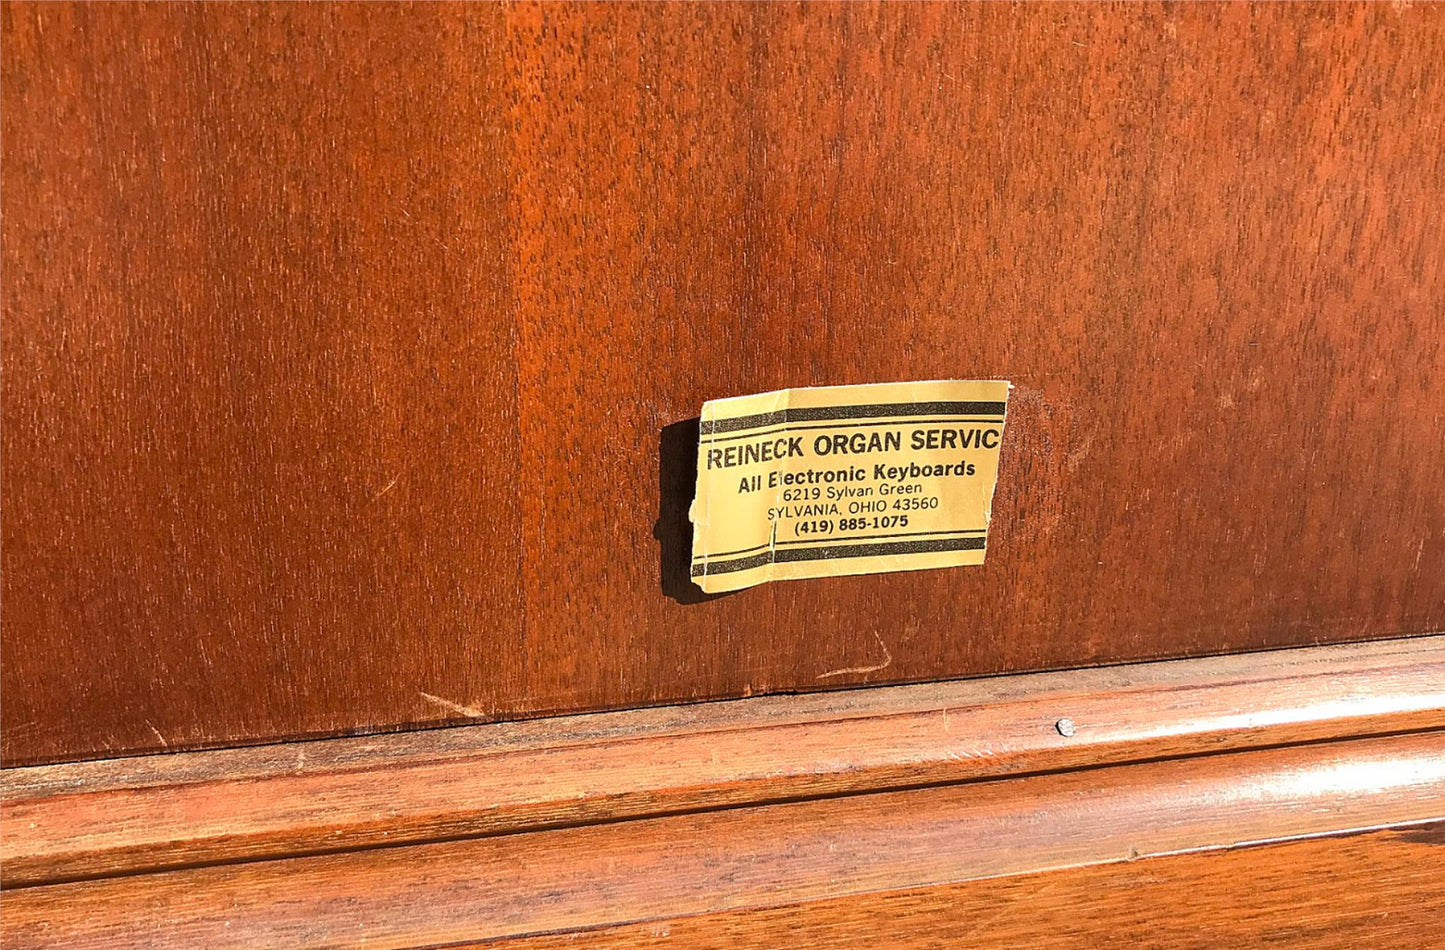 REINECK ORGAN SERVIC
All Electronic Keyboards
6219 Sylvan Green
SYLVANIA, OHIO 43560
(419) 885-1075